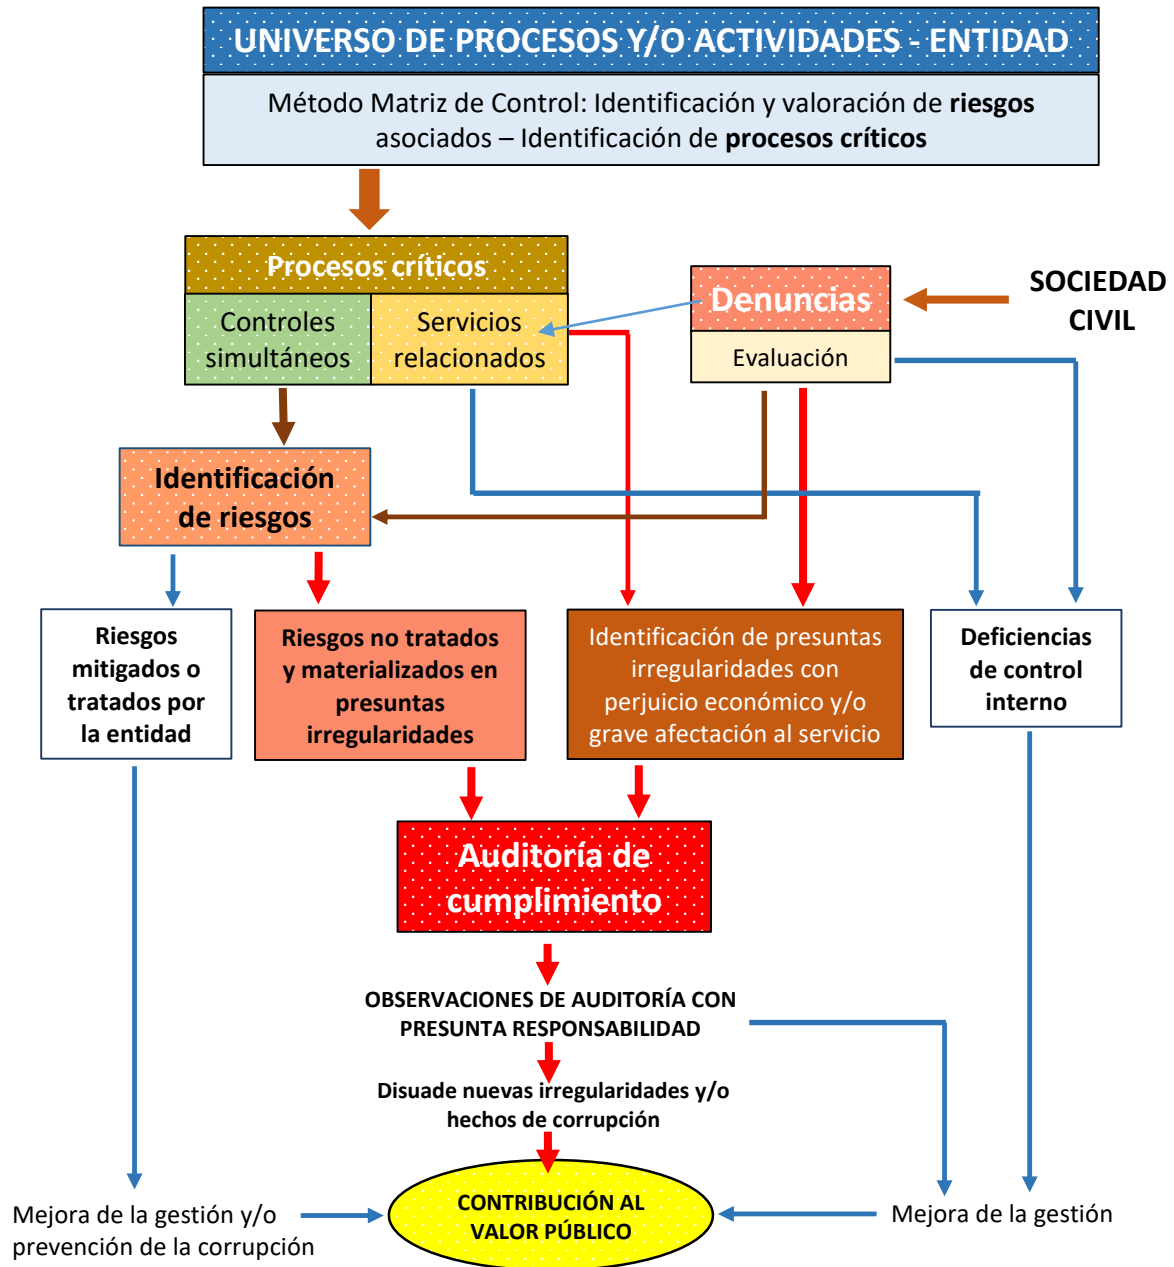 UNIVERSO DE PROCESOS Y/O ACTIVIDADES - ENTIDAD
Método Matriz de Control: Identificación y valoración de riesgos
asociados – Identificación de procesos críticos
Procesos críticos
Controles
simultáneos
Servicios
relacionados
Denuncias
Evaluación
SOCIEDAD
CIVIL
Identificación
de riesgos
Riesgos
mitigados o
tratados por
la entidad
Riesgos no tratados
y materializados en
presuntas
irregularidades
Identificación de presuntas
irregularidades con
perjuicio económico y/o
grave afectación al servicio
Deficiencias
de control
interno
Auditoría de
cumplimiento
OBSERVACIONES DE AUDITORÍA CON
PRESUNTA RESPONSABILIDAD
Disuade nuevas irregularidades y/o
hechos de corrupción
Mejora de la gestión y/o
prevención de la corrupción
CONTRIBUCIÓN AL
VALOR PÚBLICO
Mejora de la gestión